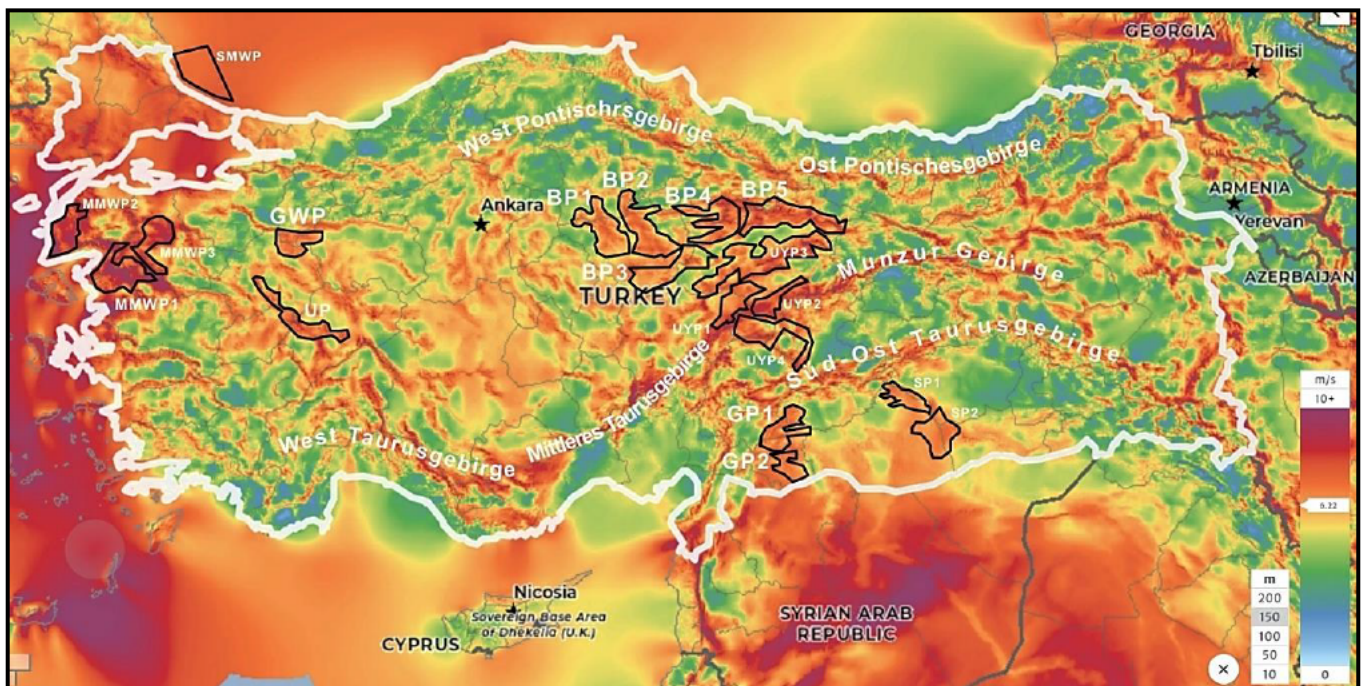 GEORGIA
Tbilisi
SMWP
West Pontischrsgebirge
Ost Pontischesgebirge
ARMENIA
Yerevan
AZERBAIJAN
MMWP2
MMWP3
MMWP1
GWP
UP
Ankara
BP1
BP2
BP4
BP5
BP3
TURKEY
UYP3
UYP2
UYP1
UYP4
Munzur Gebirge
Süd-Ost Taurusgebirge
Mittleres Taurusgebirge
West Taurusgebirge
GP1
GP2
SP1
SP2
Nicosia
Sovereign Base Area
of Dhekelia (U.K.)
CYPRUS
SYRIAN ARAB
REPUBLIC
m
200
150
100
50
10
m/s
10+
6.22
0